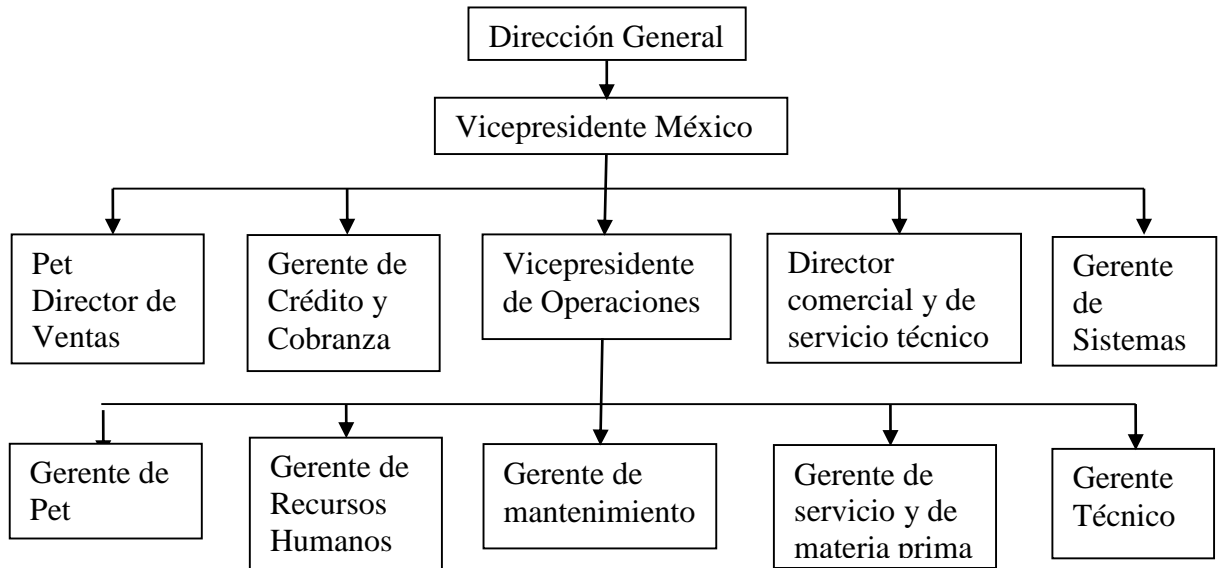 Dirección General
Vicepresidente México
Pet
Director de
Ventas
Gerente de
Crédito y
Cobranza
Vicepresidente
de Operaciones
Director
comercial y de
servicio técnico
Gerente
de
Sistemas
Gerente de
Pet
Gerente de
Recursos
Humanos
Gerente de
mantenimiento
Gerente de
servicio y de
materia prima
Gerente
Técnico